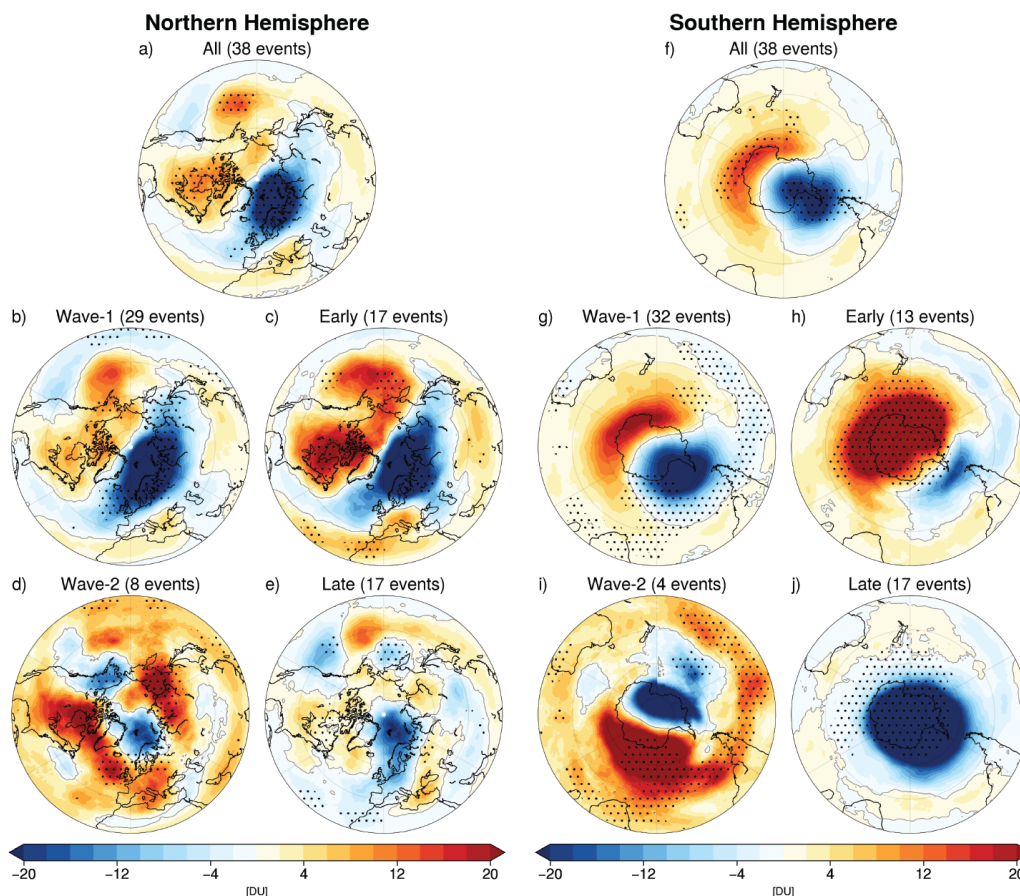 Northern Hemisphere
Southern Hemisphere
a) All (38 events)
f) All (38 events)
b) Wave-1 (29 events)
c) Early (17 events)
g) Wave-1 (32 events)
h) Early (13 events)
d) Wave-2 (8 events)
e) Late (17 events)
i) Wave-2 (4 events)
j) Late (17 events)
−20 −12 −4 4 12 20
[DU]
−20 −12 −4 4 12 20
[DU]